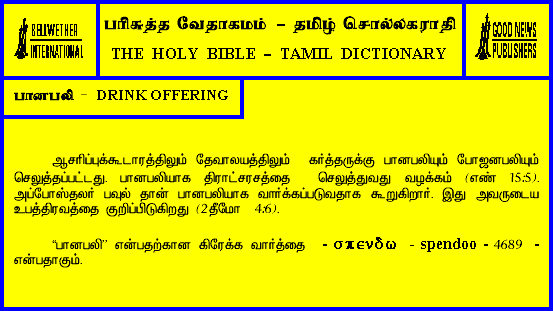 BELLWETHER
INTERNATIONAL
பரிசுத்த வேதாகமம் - தமிழ் சொல்லகராதி
THE HOLY BIBLE - TAMIL DICTIONARY
GOOD NEWS
PUBLISHERS
பானபலி - DRINK OFFERING
ஆசரிப்புக்கூடாரத்திலும் தேவாலயத்திலும் கர்த்தருக்கு பானபலியும் போஜனபலியும்
செலுத்தப்பட்டது. பானபலியாக திராட்சரசத்தை செலுத்துவது வழக்கம் (எண் 15:5).
அப்போஸ்தலர் பவுல் தான் பானபலியாக வார்க்கப்படுவதாக கூறுகிறார். இது அவருடைய
உபத்திரவத்தை குறிப்பிடுகிறது (2தீமோ 4:6).
“பானபலி” என்பதற்கான கிரேக்க வார்த்தை - σπενδω - spendoo - 4689 -
என்பதாகும்.